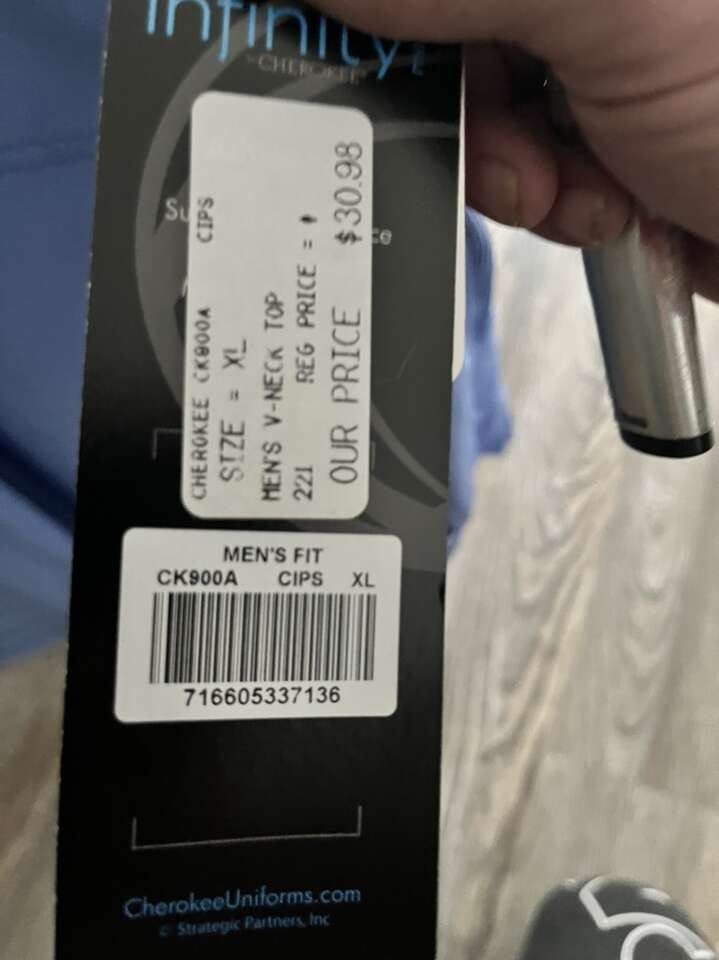 infinity
CHEROKEE
CHEROKEE CK900A CIPS
SIZE = XL
MEN'S V-NECK TOP
221 REG PRICE =
OUR PRICE $30.98
MEN'S FIT
CK900A CIPS XL
716605337136
CherokeeUniforms.com
© Strategic Partners, Inc